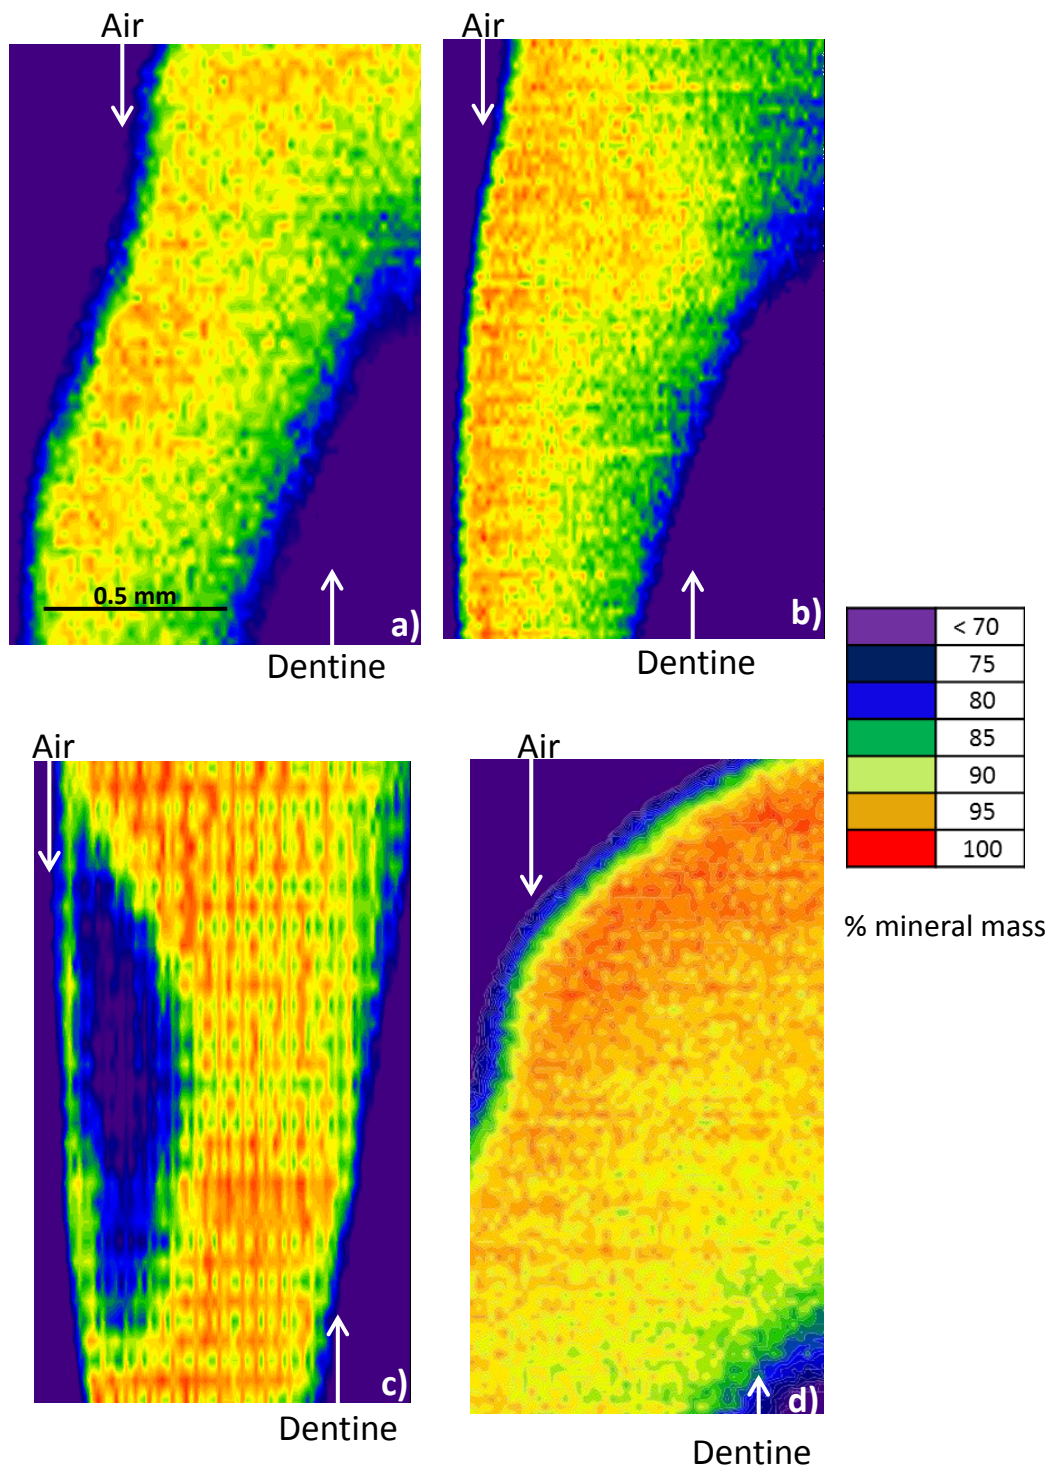 Air
Air
0.5 mm
a)
b)
Dentine
Dentine
< 70
75
80
85
90
95
100
% mineral mass
Air
Air
c)
d)
Dentine
Dentine